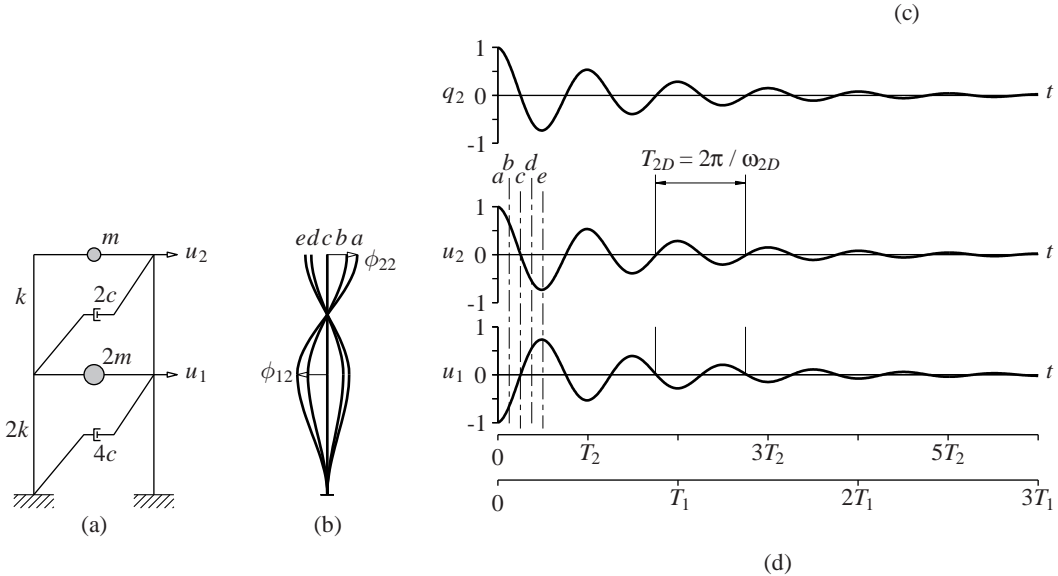 (c)
1
q2 0 t
-1
T2D = 2π / ω2D
a b c d e
1
u2 0 t
-1
1
u1 0 t
-1
0 T2 3T2 5T2
0 T1 2T1 3T1
(d)
m u2
k 2c
2m u1
2k 4c
(a)
e d c b a
ϕ22
ϕ12
(b)